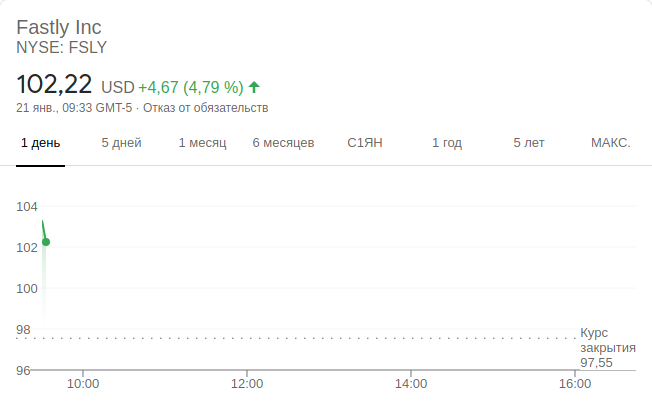 Fastly Inc
NYSE: FSLY
102,22 USD +4,67 (4,79 %)
21 янв., 09:33 GMT-5 · Отказ от обязательств
1 день 5 дней 1 месяц 6 месяцев С1ЯН 1 год 5 лет МАКС.
104
102
100
98
96
Курс
закрытия
97,55
10:00 12:00 14:00 16:00